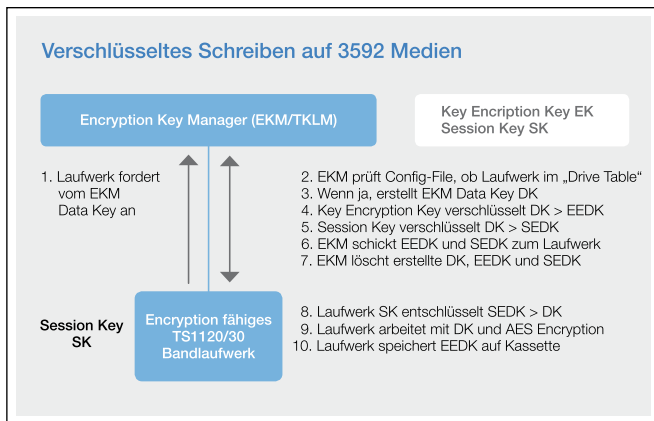 Verschlüsseltes Schreiben auf 3592 Medien
Encryption Key Manager (EKM/TKLM)
Key Encription Key EK
Session Key SK
1. Laufwerk fordert
vom EKM
Data Key an
2. EKM prüft Config-File, ob Laufwerk im „Drive Table“
3. Wenn ja, erstellt EKM Data Key DK
4. Key Encryption Key verschlüsselt DK > EEDK
5. Session Key verschlüsselt DK > SEDK
6. EKM schickt EEDK und SEDK zum Laufwerk
7. EKM löscht erstellte DK, EEDK und SEDK
Session Key
SK
Encryption fähiges
TS1120/30
Bandlaufwerk
8. Laufwerk SK entschlüsselt SEDK > DK
9. Laufwerk arbeitet mit DK und AES Encryption
10. Laufwerk speichert EEDK auf Kassette